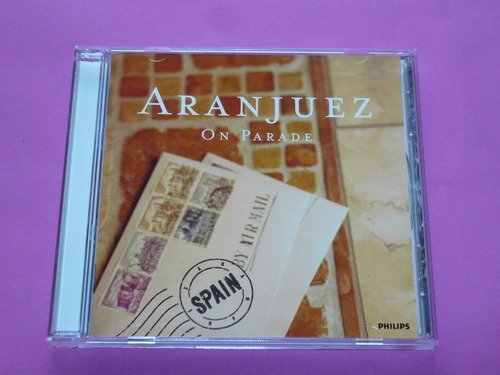 ARANJUEZ
ON PARADE
BY AIR MAIL
SPAIN
PHILIPS